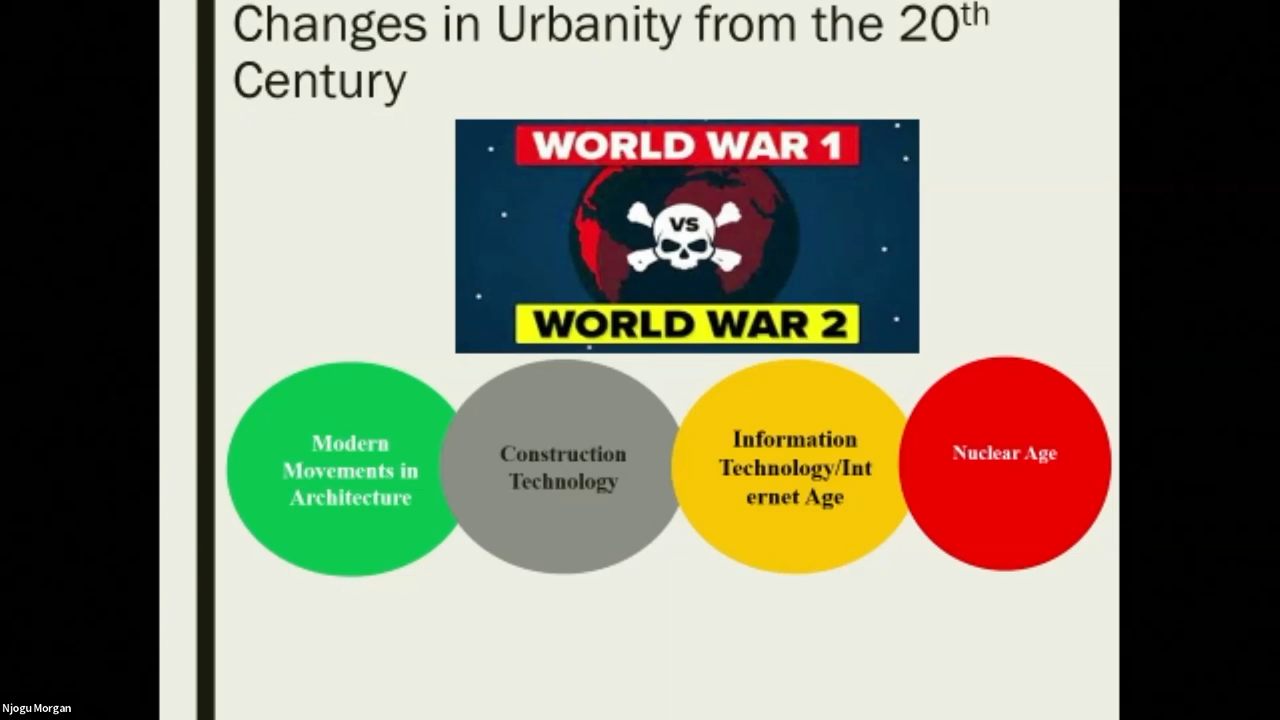 Changes in Urbanity from the 20th
Century
WORLD WAR 1
VS
WORLD WAR 2
Modern
Movements in
Architecture
Construction
Technology
Information
Technology/Int
ernet Age
Nuclear Age
Njogu Morgan